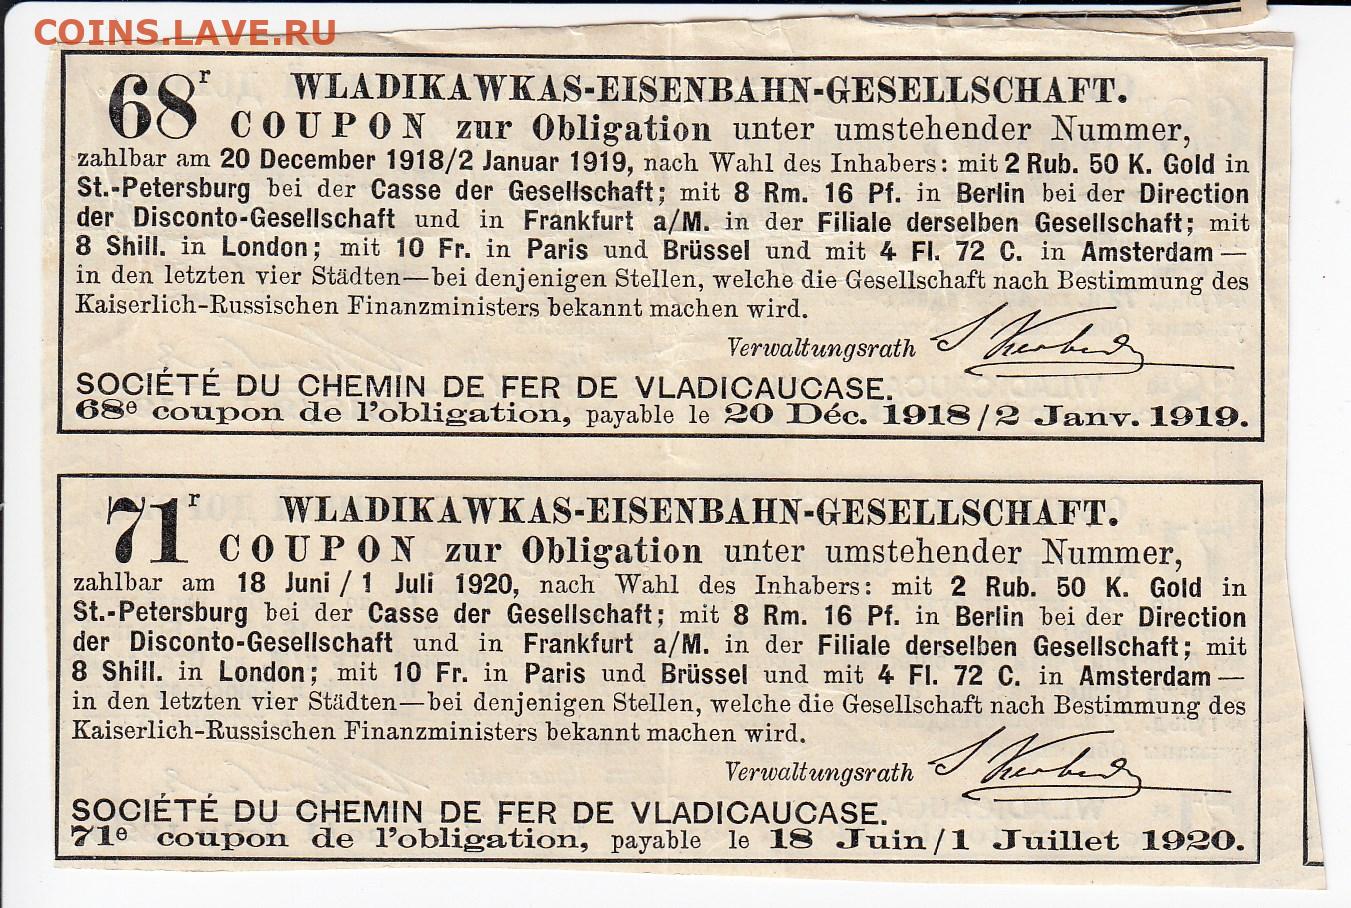 COINS.LAVE.RU
68r WLADIKAWKAS-EISENBAHN-GESELLSCHAFT.
COUPON zur Obligation unter umstehender Nummer,
zahlbar am 20 December 1918/2 Januar 1919, nach Wahl des Inhabers: mit 2 Rub. 50 K. Gold in
St.-Petersburg bei der Casse der Gesellschaft; mit 8 Rm. 16 Pf. in Berlin bei der Direction
der Disconto-Gesellschaft und in Frankfurt a/M. in der Filiale derselben Gesellschaft; mit
8 Shill. in London; mit 10 Fr. in Paris und Brüssel und mit 4 Fl. 72 C. in Amsterdam—
in den letzten vier Städten—bei denjenigen Stellen, welche die Gesellschaft nach Bestimmung des
Kaiserlich-Russischen Finanzministers bekannt machen wird.
Verwaltungsrath
SOCIÉTÉ DU CHEMIN DE FER DE VLADICAUCASE.
68e coupon de l'obligation, payable le 20 Déc. 1918/2 Janv. 1919.
71r WLADIKAWKAS-EISENBAHN-GESELLSCHAFT.
COUPON zur Obligation unter umstehender Nummer,
zahlbar am 18 Juni / 1 Juli 1920, nach Wahl des Inhabers: mit 2 Rub. 50 K. Gold in
St.-Petersburg bei der Casse der Gesellschaft; mit 8 Rm. 16 Pf. in Berlin bei der Direction
der Disconto-Gesellschaft und in Frankfurt a/M. in der Filiale derselben Gesellschaft; mit
8 Shill. in London; mit 10 Fr. in Paris und Brüssel und mit 4 Fl. 72 C. in Amsterdam—
in den letzten vier Städten—bei denjenigen Stellen, welche die Gesellschaft nach Bestimmung des
Kaiserlich-Russischen Finanzministers bekannt machen wird.
Verwaltungsrath
SOCIÉTÉ DU CHEMIN DE FER DE VLADICAUCASE.
71e coupon de l'obligation, payable le 18 Juin/1 Juillet 1920.